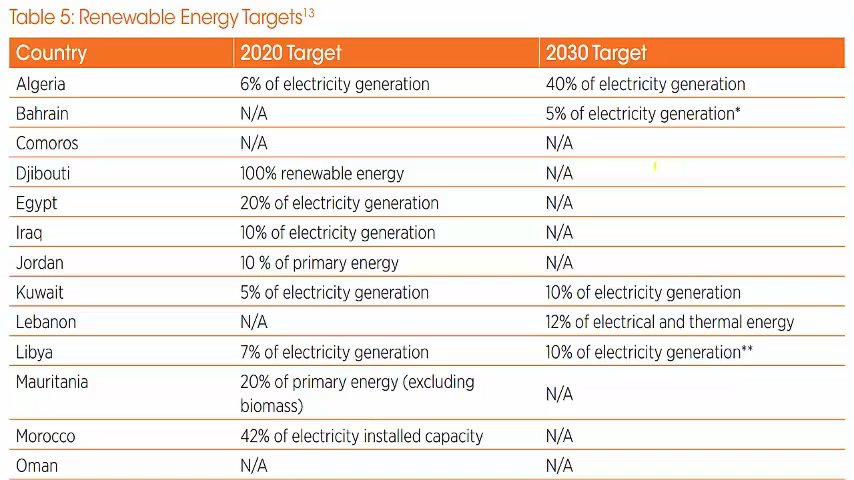 Table 5: Renewable Energy Targets13
Country 2020 Target 2030 Target
Algeria 6% of electricity generation 40% of electricity generation
Bahrain N/A 5% of electricity generation*
Comoros N/A N/A
Djibouti 100% renewable energy N/A
Egypt 20% of electricity generation N/A
Iraq 10% of electricity generation N/A
Jordan 10 % of primary energy N/A
Kuwait 5% of electricity generation 10% of electricity generation
Lebanon N/A 12% of electrical and thermal energy
Libya 7% of electricity generation 10% of electricity generation**
Mauritania 20% of primary energy (excluding
biomass) N/A
Morocco 42% of electricity installed capacity N/A
Oman N/A N/A